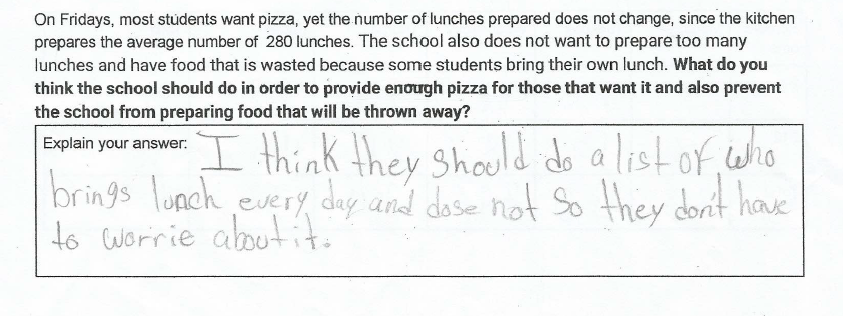 On Fridays, most students want pizza, yet the number of lunches prepared does not change, since the kitchen
prepares the average number of 280 lunches. The school also does not want to prepare too many
lunches and have food that is wasted because some students bring their own lunch. What do you
think the school should do in order to provide enough pizza for those that want it and also prevent
the school from preparing food that will be thrown away?
Explain your answer: I think they should do a list of who
brings lunch every day and dose not So they don't have
to worrie about it.